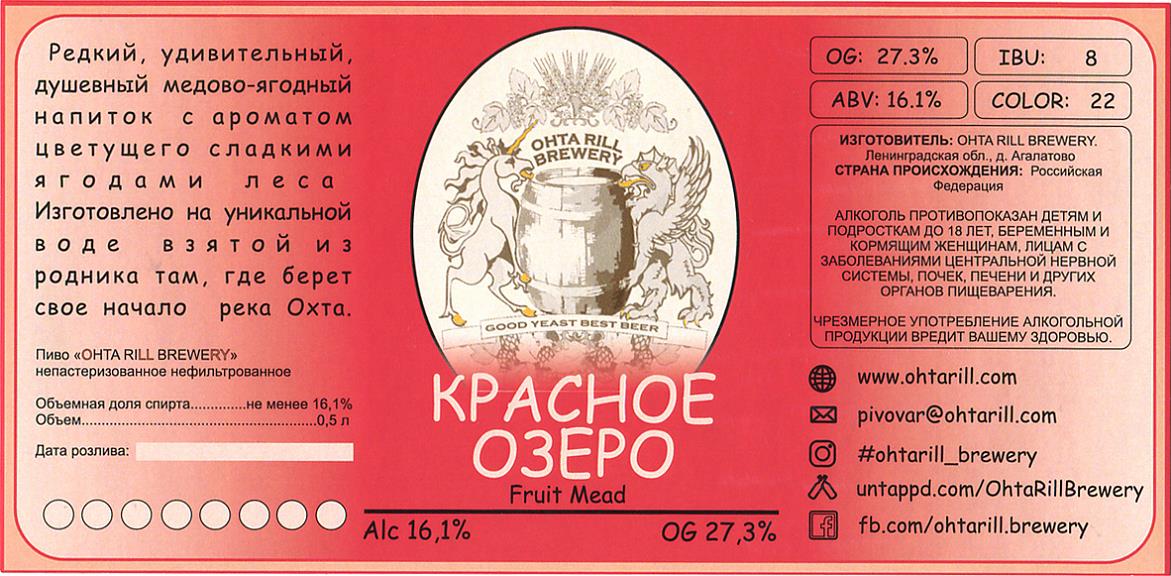 Редкий, удивительный,
душевный медово-ягодный
напиток с ароматом
цветущего сладкими
ягодами леса
Изготовлено на уникальной
воде взятой из
родника там, где берет
свое начало река Охта.
Пиво «OHTA RILL BREWERY»
непастеризованное нефильтрованное
Объемная доля спирта..............не менее 16,1%
Объем............................................................0,5 л
Дата розлива:
OHTA RILL
BREWERY
GOOD YEAST BEST BEER
КРАСНОЕ
ОЗЕРО
Fruit Mead
Alc 16,1% OG 27,3%
OG: 27.3% IBU: 8
ABV: 16.1% COLOR: 22
ИЗГОТОВИТЕЛЬ: OHTA RILL BREWERY.
Ленинградская обл., д. Агалатово
СТРАНА ПРОИСХОЖДЕНИЯ: Российская
Федерация
АЛКОГОЛЬ ПРОТИВОПОКАЗАН ДЕТЯМ И
ПОДРОСТКАМ ДО 18 ЛЕТ, БЕРЕМЕННЫМ И
КОРМЯЩИМ ЖЕНЩИНАМ, ЛИЦАМ С
ЗАБОЛЕВАНИЯМИ ЦЕНТРАЛЬНОЙ НЕРВНОЙ
СИСТЕМЫ, ПОЧЕК, ПЕЧЕНИ И ДРУГИХ
ОРГАНОВ ПИЩЕВАРЕНИЯ.
ЧРЕЗМЕРНОЕ УПОТРЕБЛЕНИЕ АЛКОГОЛЬНОЙ
ПРОДУКЦИИ ВРЕДИТ ВАШЕМУ ЗДОРОВЬЮ.
www.ohtarill.com
pivovar@ohtarill.com
#ohtarill_brewery
untappd.com/OhtaRillBrewery
fb.com/ohtarill.brewery